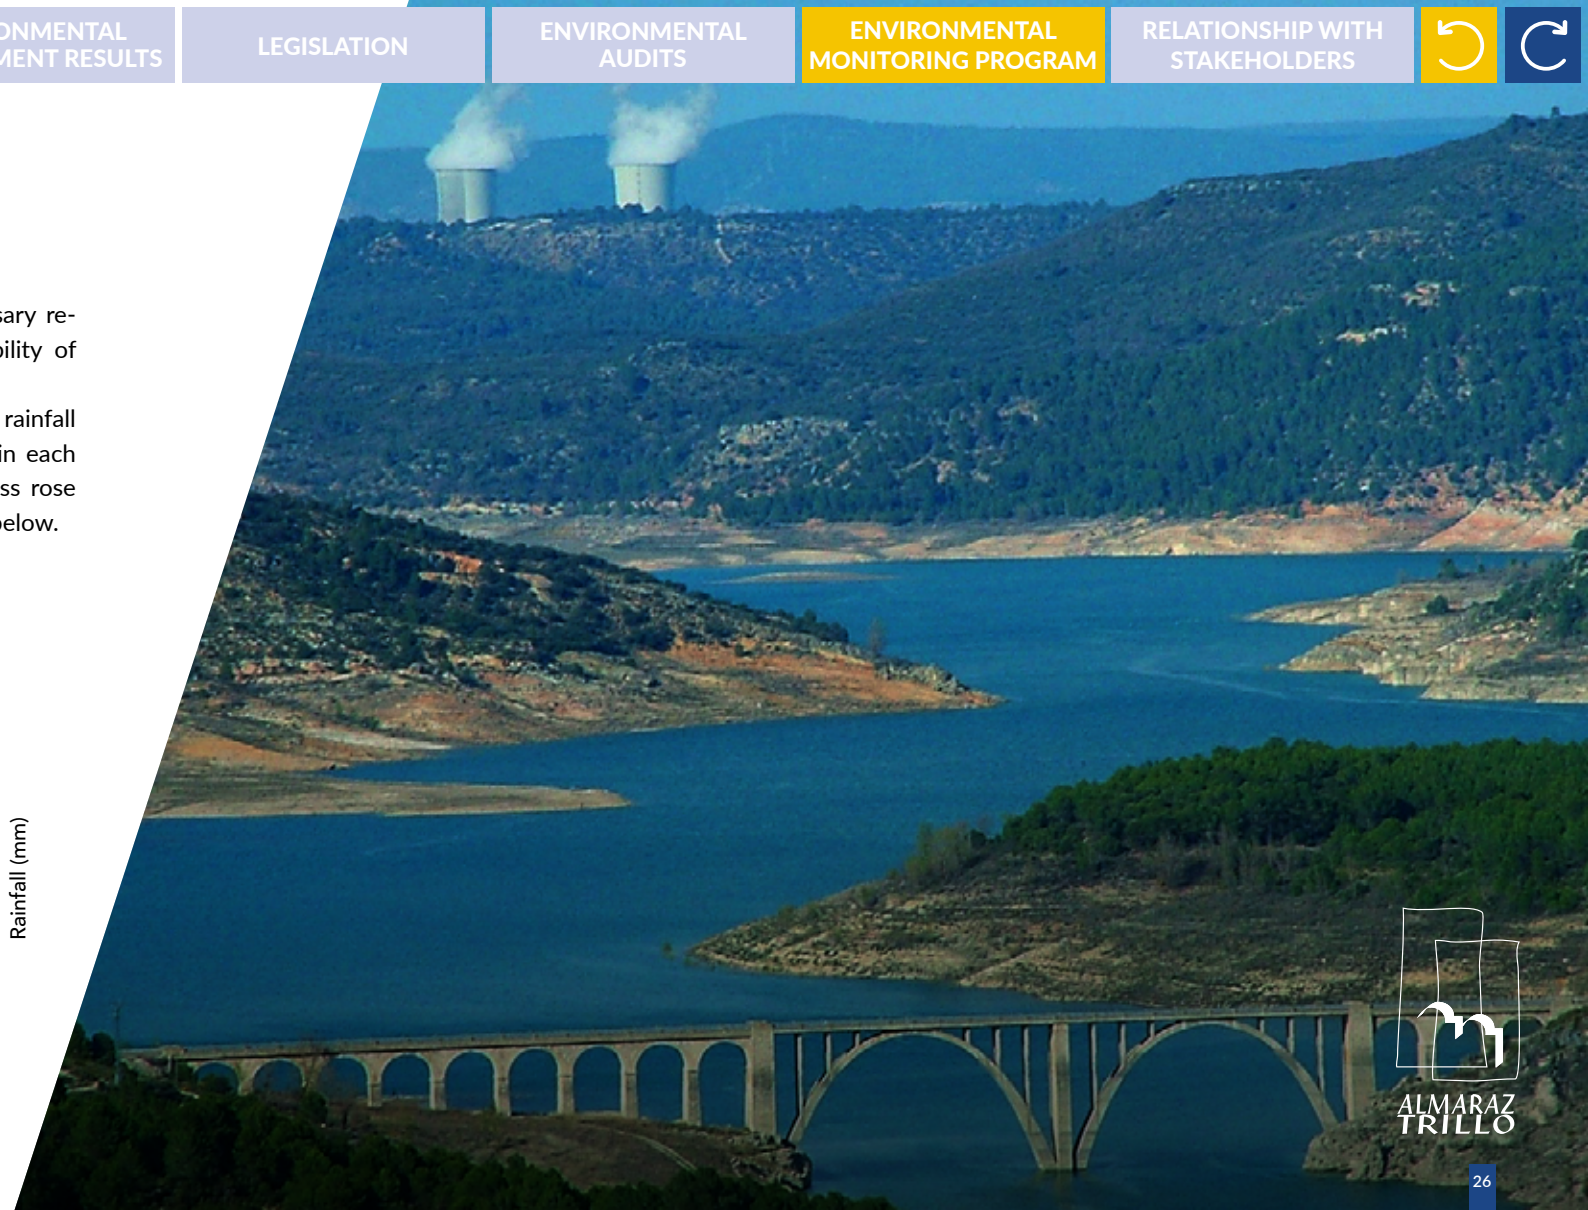 ONMENTAL
MENT RESULTS
LEGISLATION
ENVIRONMENTAL
AUDITS
ENVIRONMENTAL
MONITORING PROGRAM
RELATIONSHIP WITH
STAKEHOLDERS
sary re-
bility of
rainfall
in each
ss rose
below.
Rainfall (mm)
ALMARAZ
TRILLO
26